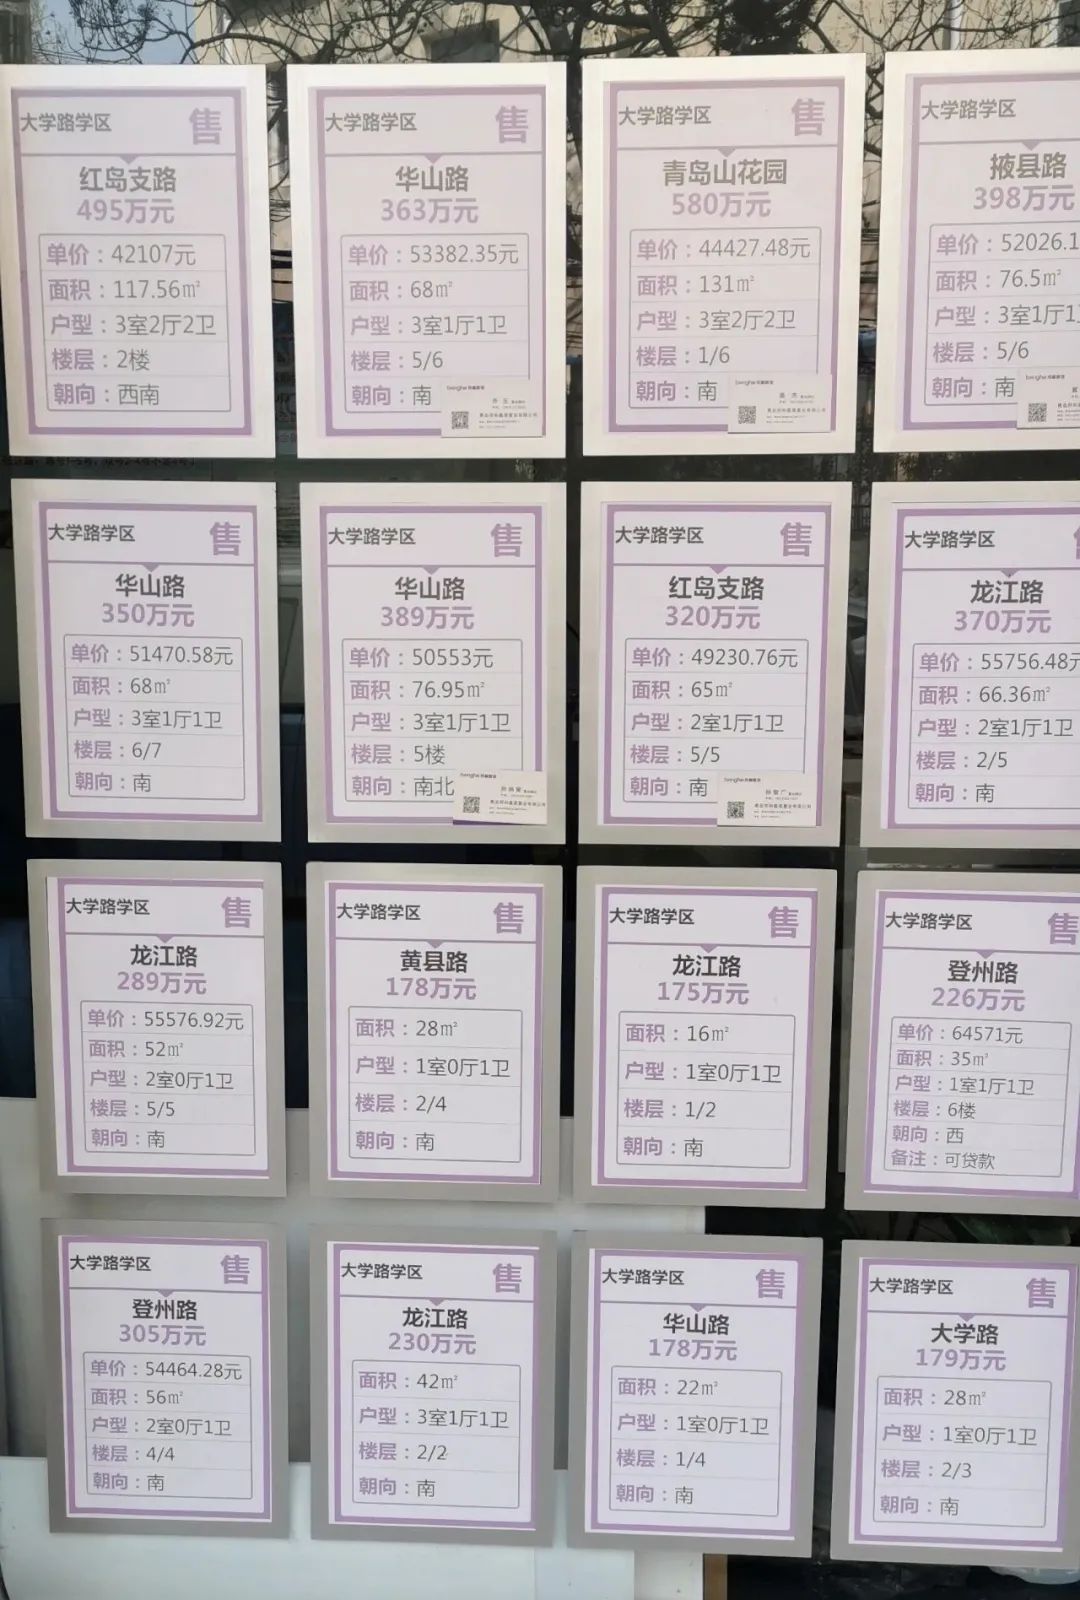 大学路学区
售
红岛支路
495万元
单价：42107元
面积：117.56㎡
户型：3室2厅2卫
楼层：2楼
朝向：西南
大学路学区
售
华山路
363万元
单价：53382.35元
面积：68㎡
户型：3室1厅1卫
楼层：5/6
朝向：南
大学路学区
售
青岛山花园
580万元
单价：44427.48元
面积：131㎡
户型：3室2厅2卫
楼层：1/6
朝向：南
大学路学区
掖县路
398万元
单价：52026.1
面积：76.5㎡
户型：3室1厅1
楼层：5/6
朝向：南
大学路学区
售
华山路
350万元
单价：51470.58元
面积：68㎡
户型：3室1厅1卫
楼层：6/7
朝向：南
大学路学区
售
华山路
389万元
单价：50553元
面积：76.95㎡
户型：3室1厅1卫
楼层：5楼
朝向：南北
大学路学区
售
红岛支路
320万元
单价：49230.76元
面积：65㎡
户型：2室1厅1卫
楼层：5/5
朝向：南
大学路学区
龙江路
370万元
单价：55756.48元
面积：66.36㎡
户型：2室1厅1卫
楼层：2/5
朝向：南
大学路学区
售
龙江路
289万元
单价：55576.92元
面积：52㎡
户型：2室0厅1卫
楼层：5/5
朝向：南
大学路学区
售
黄县路
178万元
面积：28㎡
户型：1室0厅1卫
楼层：2/4
朝向：南
大学路学区
售
龙江路
175万元
面积：16㎡
户型：1室0厅1卫
楼层：1/2
朝向：南
大学路学区
售
登州路
226万元
单价：64571元
面积：35㎡
户型：1室1厅1卫
楼层：6楼
朝向：西
备注：可贷款
大学路学区
售
登州路
305万元
单价：54464.28元
面积：56㎡
户型：2室0厅1卫
楼层：4/4
朝向：南
大学路学区
售
龙江路
230万元
面积：42㎡
户型：3室1厅1卫
楼层：2/2
朝向：南
大学路学区
售
华山路
178万元
面积：22㎡
户型：1室0厅1卫
楼层：1/4
朝向：南
大学路学区
售
大学路
179万元
面积：28㎡
户型：1室0厅1卫
楼层：2/3
朝向：南